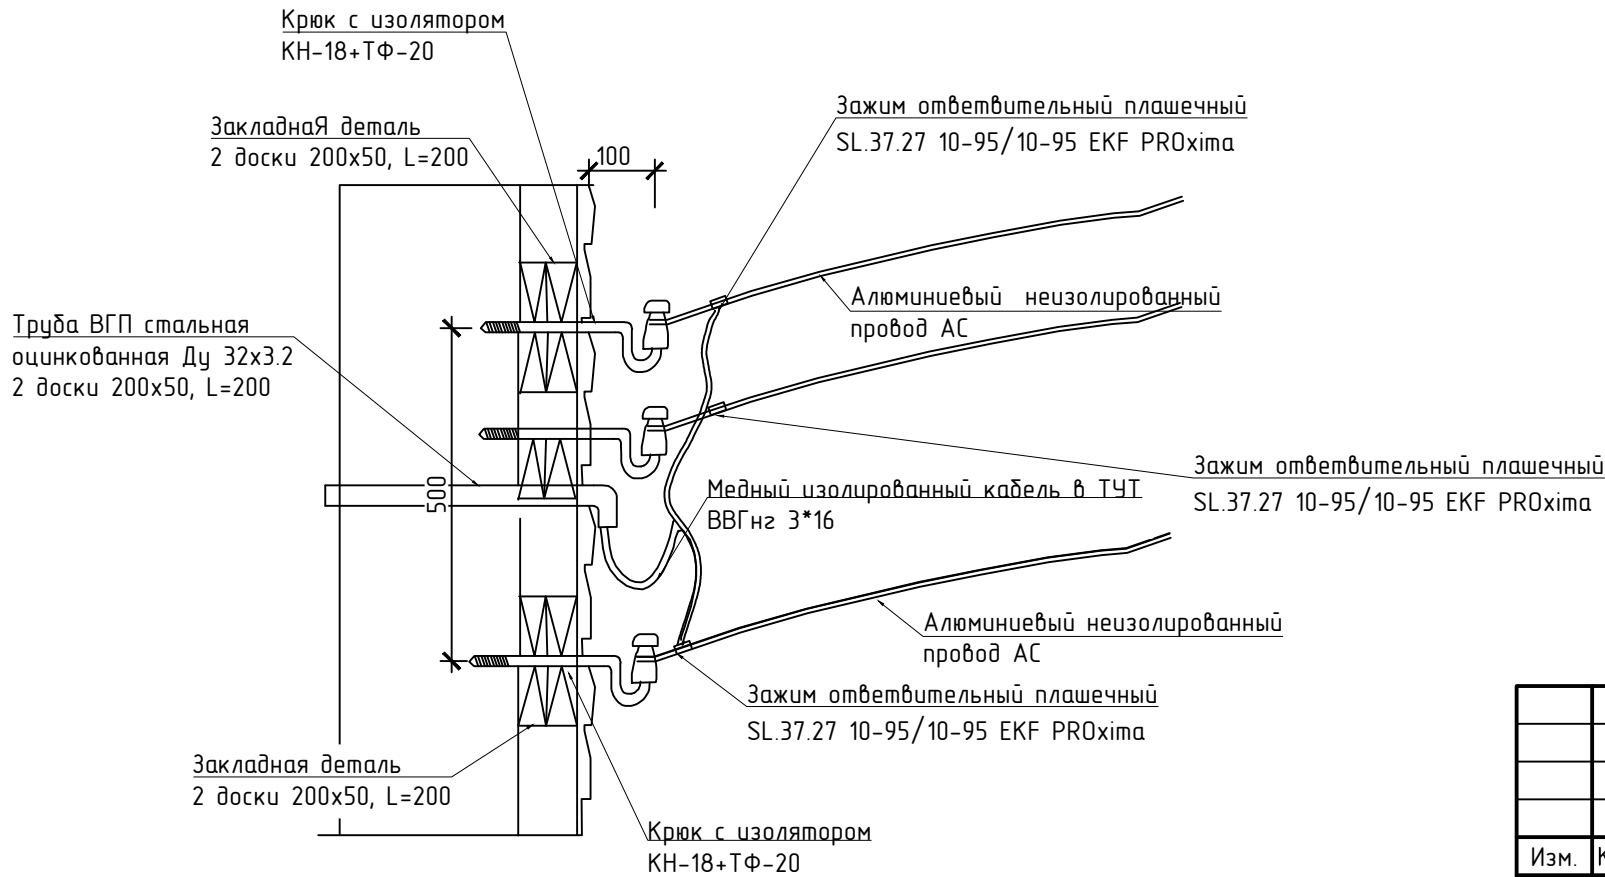 Крюк с изолятором
КН-18+ТФ-20
ЗакладнаЯ деталь
2 доски 200х50, L=200
100
Зажим ответвительный плашечный
SL.37.27 10-95/10-95 EKF PROxima
Алюминиевый неизолированный
провод АС
Труба ВГП стальная
оцинкованная Ду 32х3.2
2 доски 200х50, L=200
500
Зажим ответвительный плашечный
SL.37.27 10-95/10-95 EKF PROxima
Медный изолированный кабель в ТУТ
ВВГнг 3*16
Алюминиевый неизолированный
провод АС
Зажим ответвительный плашечный
SL.37.27 10-95/10-95 EKF PROxima
Закладная деталь
2 доски 200х50, L=200
Крюк с изолятором
КН-18+ТФ-20
Изм.